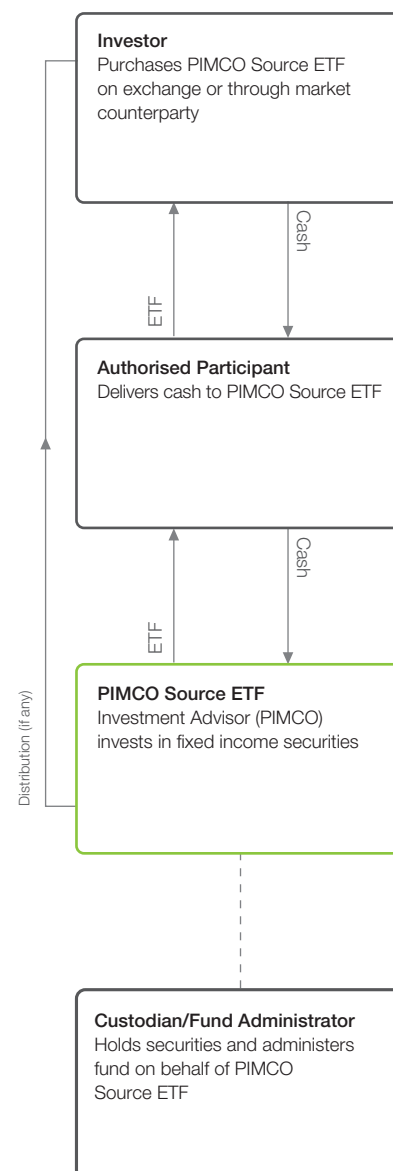 Investor
Purchases PIMCO Source ETF
on exchange or through market
counterparty
ETF
Cash
Authorised Participant
Delivers cash to PIMCO Source ETF
ETF
Cash
PIMCO Source ETF
Investment Advisor (PIMCO)
invests in fixed income securities
Distribution (if any)
Custodian/Fund Administrator
Holds securities and administers
fund on behalf of PIMCO
Source ETF